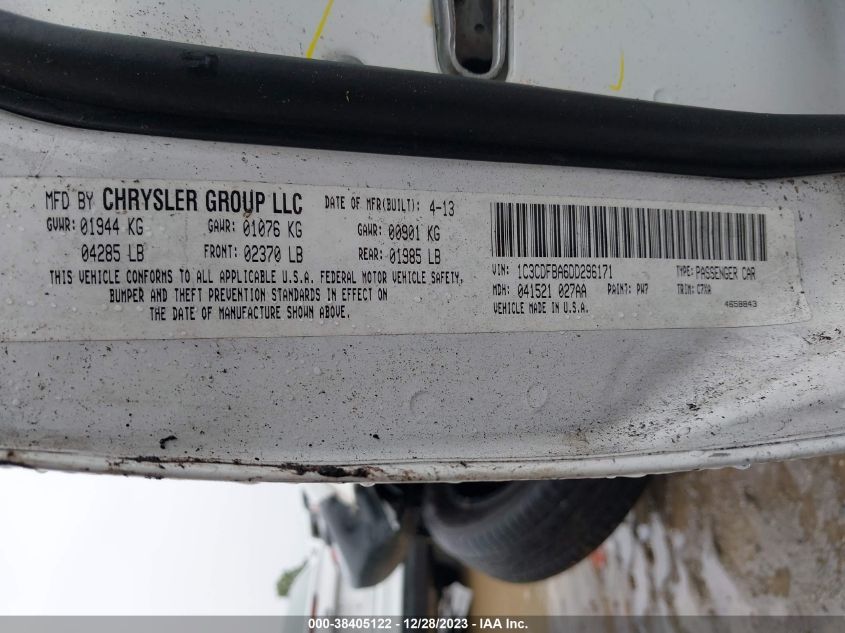 MFD BY CHRYSLER GROUP LLC DATE OF MFR(BUILT): 4-13
GVWR: 01944 KG GAWR: 01076 KG GAWR: 00901 KG
04285 LB FRONT: 02370 LB REAR: 01985 LB
THIS VEHICLE CONFORMS TO ALL APPLICABLE U.S.A. FEDERAL MOTOR VEHICLE SAFETY,
BUMPER AND THEFT PREVENTION STANDARDS IN EFFECT ON
THE DATE OF MANUFACTURE SHOWN ABOVE.
VIN: 1C3CDFBA6DD296171 TYPE: PASSENGER CAR
MDH: 041521 027AA PAINT: PW7 TRIM: C7XA
VEHICLE MADE IN U.S.A. 4658843
000-38405122 - 12/28/2023 - IAA Inc.